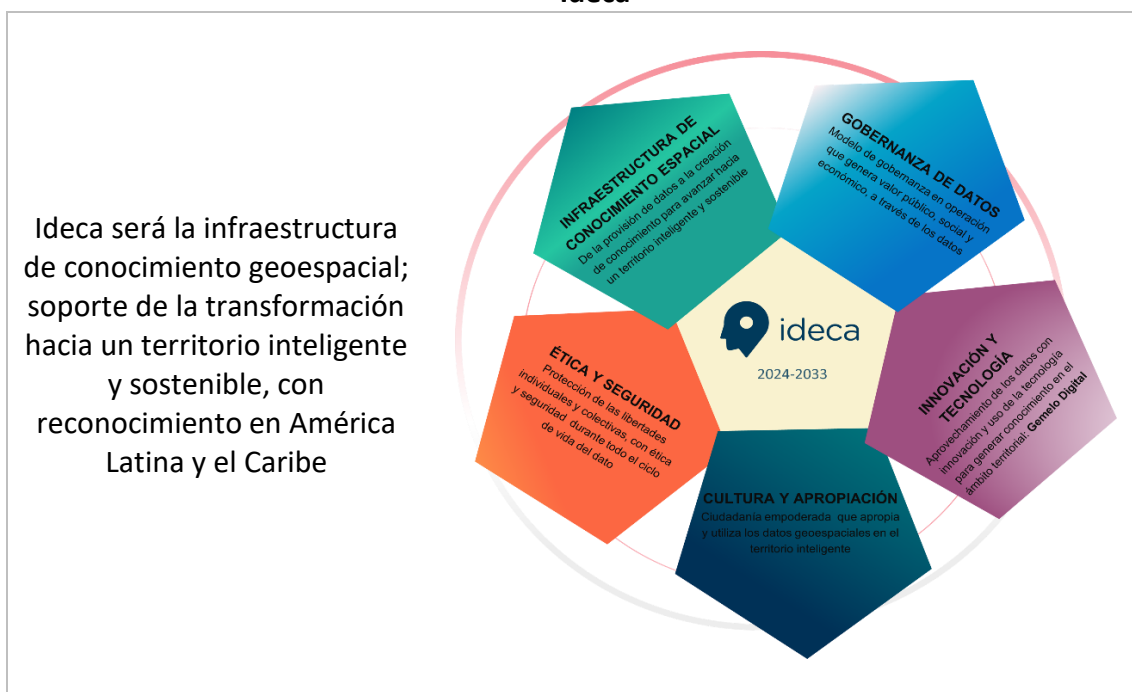 Ideca
Ideca será la infraestructura
de conocimiento geoespacial;
soporte de la transformación
hacia un territorio inteligente
y sostenible, con
reconocimiento en América
Latina y el Caribe
INFRAESTRUCTURA DE
CONOCIMIENTO ESPACIAL
De la provisión de datos a la creación
de conocimiento para avanzar hacia
un territorio inteligente y sostenible
GOBERNANZA DE DATOS
Modelo de gobernanza en operación
que genera valor público, social y
económico, a través de los datos
ideca
2024-2033
ÉTICA Y SEGURIDAD
Protección de las libertades
individuales y colectivas, con ética
y seguridad durante todo el ciclo
de vida del dato
INNOVACIÓN Y
TECNOLOGÍA
Aprovechamiento de los datos con
innovación y uso de la tecnología
para generar conocimiento en el
ámbito territorial: Gemelo Digital
CULTURA Y APROPIACIÓN
Ciudadanía empoderada que apropia
y utiliza los datos geoespaciales en el
territorio inteligente